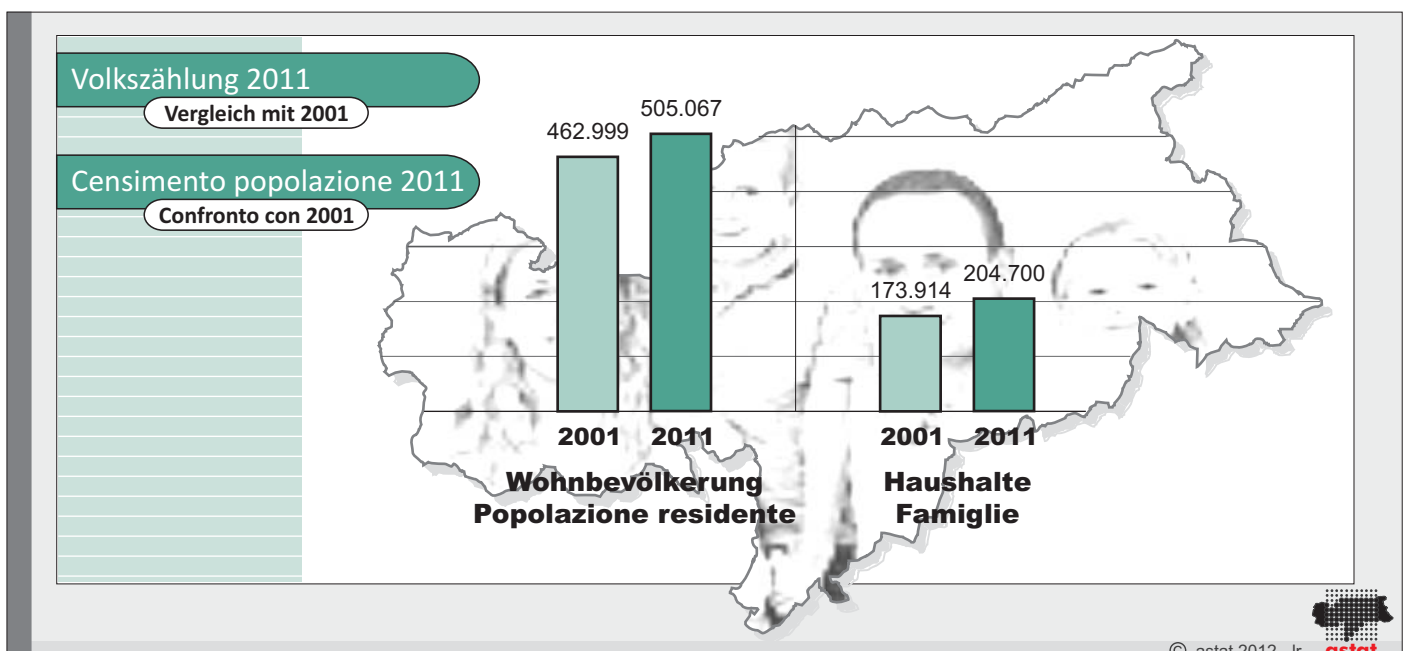 Volkszählung 2011
Vergleich mit 2001
Censimento popolazione 2011
Confronto con 2001
462.999
505.067
173.914
204.700
2001 2011
2001 2011
Wohnbevölkerung
Popolazione residente
Haushalte
Famiglie
© astat 2012 - lr
astat